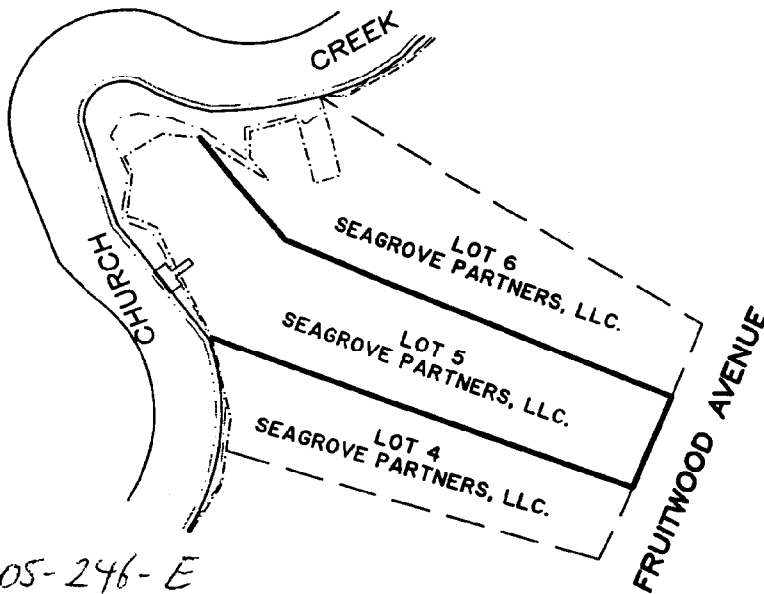 CREEK
CHURCH
LOT 6
SEAGROVE PARTNERS, LLC.
LOT 5
SEAGROVE PARTNERS, LLC.
LOT 4
SEAGROVE PARTNERS, LLC.
FRUITWOOD AVENUE
05-246-E